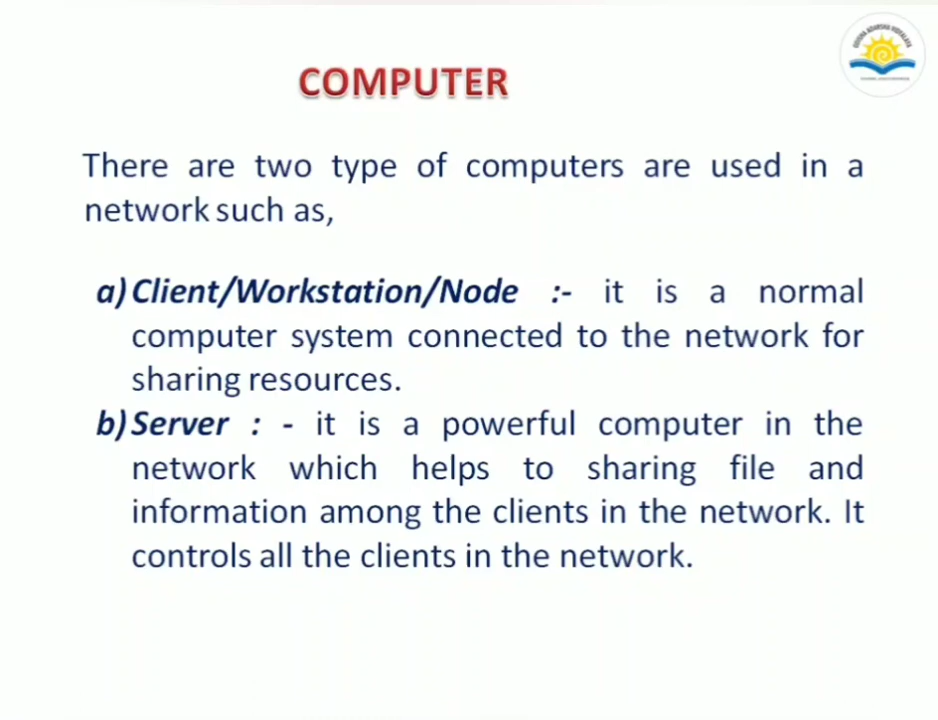 ODISHA ADARSHA VIDYALAYA
COMPUTER
There are two type of computers are used in a
network such as,
a) Client/Workstation/Node :- it is a normal
computer system connected to the network for
sharing resources.
b) Server : - it is a powerful computer in the
network which helps to sharing file and
information among the clients in the network. It
controls all the clients in the network.